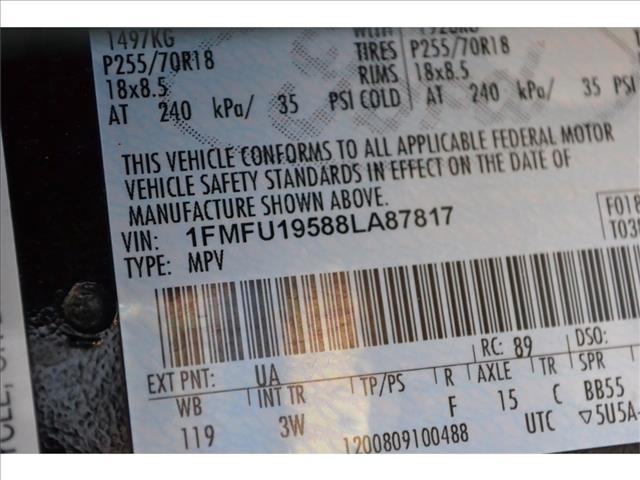 1497KG
P255/70R18 TIRES P255/70R18
18x8.5 RIMS 18x8.5
AT 240 kPa/ 35 PSI COLD AT 240 kPa/ 35 PSI
THIS VEHICLE CONFORMS TO ALL APPLICABLE FEDERAL MOTOR
VEHICLE SAFETY STANDARDS IN EFFECT ON THE DATE OF
MANUFACTURE SHOWN ABOVE.
VIN: 1FMFU19588LA87817 F018
TYPE: MPV T03
RC: 89 DSO:
EXT PNT: UA
WB INT TR TP/PS R AXLE TR SPR
119 3W F 15 C BB55
1200809100488 UTC ▽5U5A-